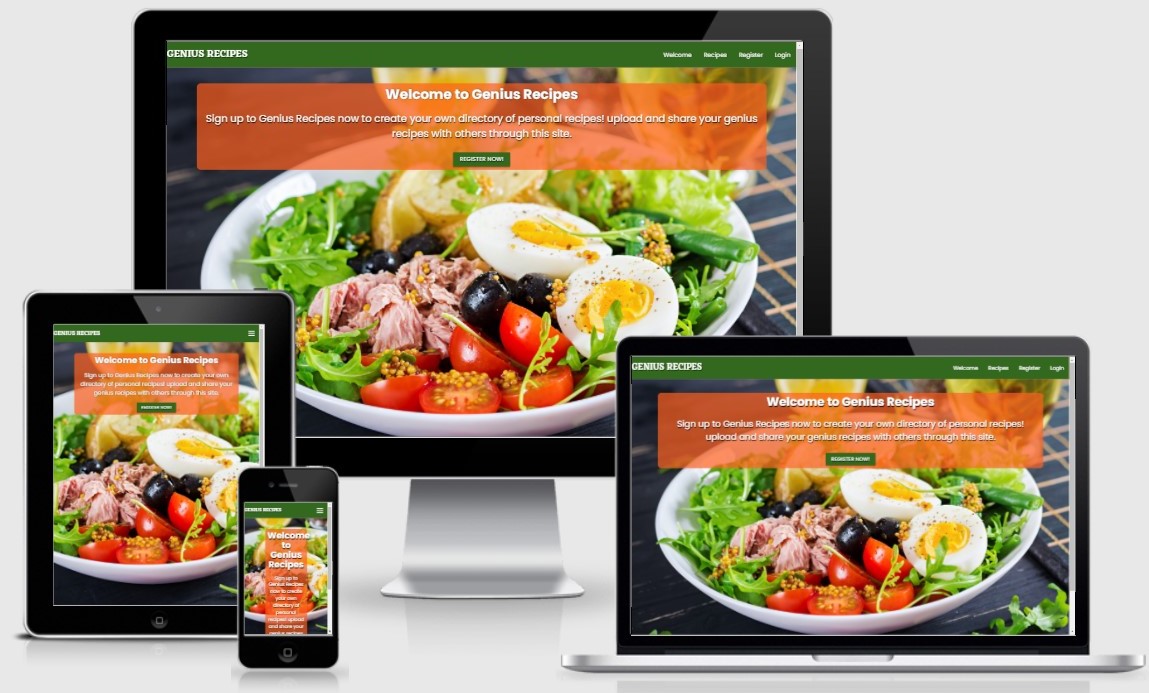 GENIUS RECIPES
Welcome Recipes Register Login
Welcome to Genius Recipes
Sign up to Genius Recipes now to create your own directory of personal recipes! upload and share your genius
recipes with others through this site.
REGISTER NOW!
GENIUS RECIPES
Welcome to Genius Recipes
Sign up to Genius Recipes now to create your own
directory of personal recipes! upload and share your
genius recipes with others through this site.
REGISTER NOW!
GENIUS RECIPES
Welcome
to
Genius
Recipes
Sign up to
Genius Recipes
now to create
your own
directory of
personal
recipes! upload
and share your
genius recipes
GENIUS RECIPES
Welcome Recipes Register Login
Welcome to Genius Recipes
Sign up to Genius Recipes now to create your own directory of personal recipes!
upload and share your genius recipes with others through this site.
REGISTER NOW!